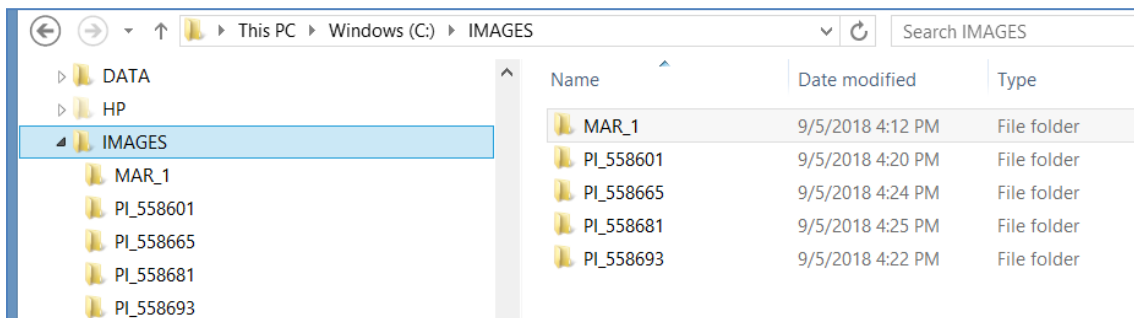 This PC Windows (C:) IMAGES Search IMAGES
DATA
HP
IMAGES
MAR_1
PI_558601
PI_558665
PI_558681
PI_558693
Name Date modified Type
MAR_1 9/5/2018 4:12 PM File folder
PI_558601 9/5/2018 4:20 PM File folder
PI_558665 9/5/2018 4:24 PM File folder
PI_558681 9/5/2018 4:25 PM File folder
PI_558693 9/5/2018 4:22 PM File folder